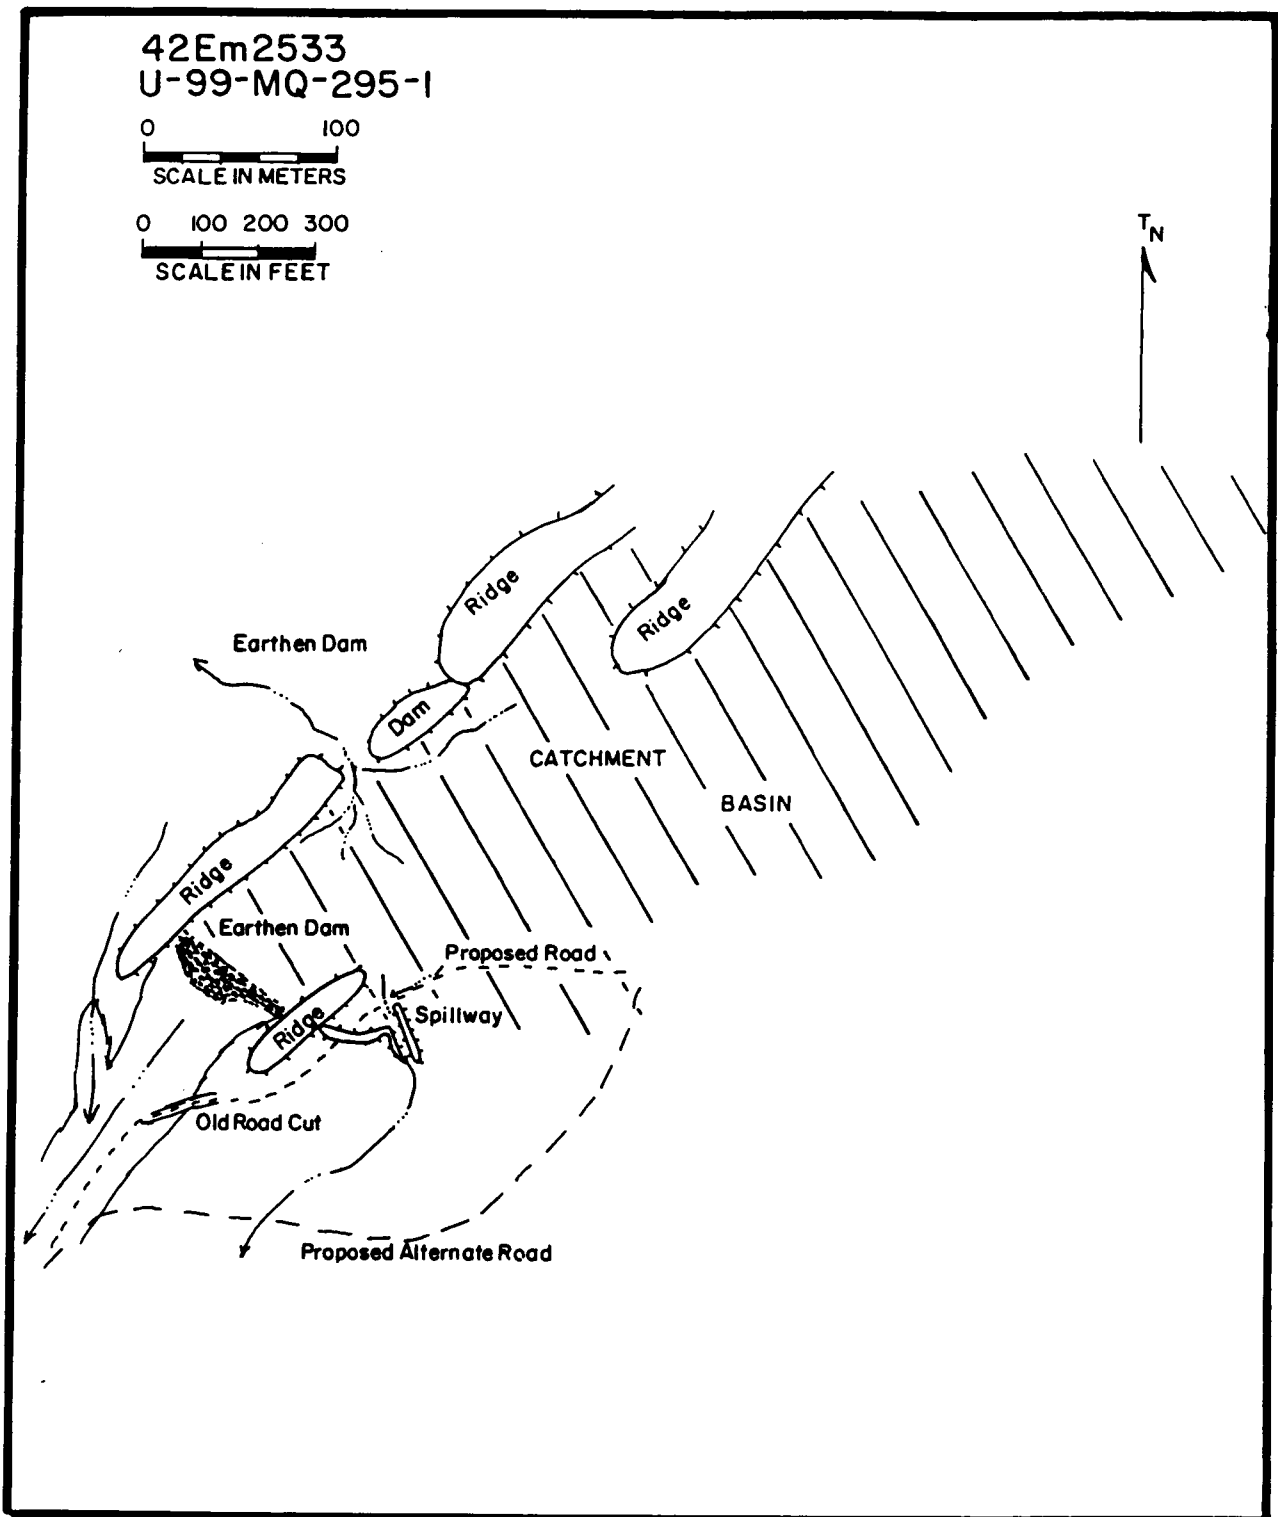 42Em2533
U-99-MQ-295-1
0 100
SCALE IN METERS
0 100 200 300
SCALE IN FEET
TN
Ridge
Ridge
Earthen Dam
Dam
CATCHMENT
BASIN
Ridge
Earthen Dam
Proposed Road
Spillway
Ridge
Old Road Cut
Proposed Alternate Road